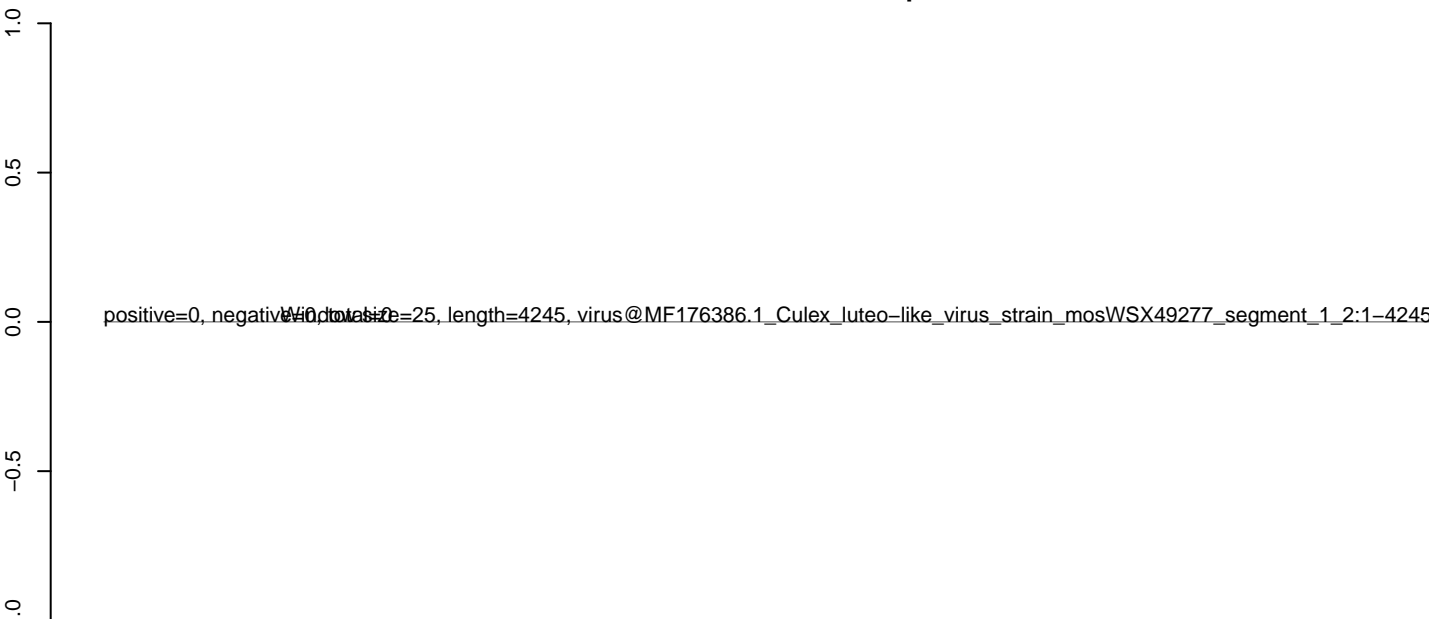 1.0
0.5
positive=0, negative=0, total=0
Window size=25, length=4245, virus@MF176386.1_Culex_luteo−like_virus_strain_mosWSX49277_segment_1_2:1−4245
0.0
−0.5
.0